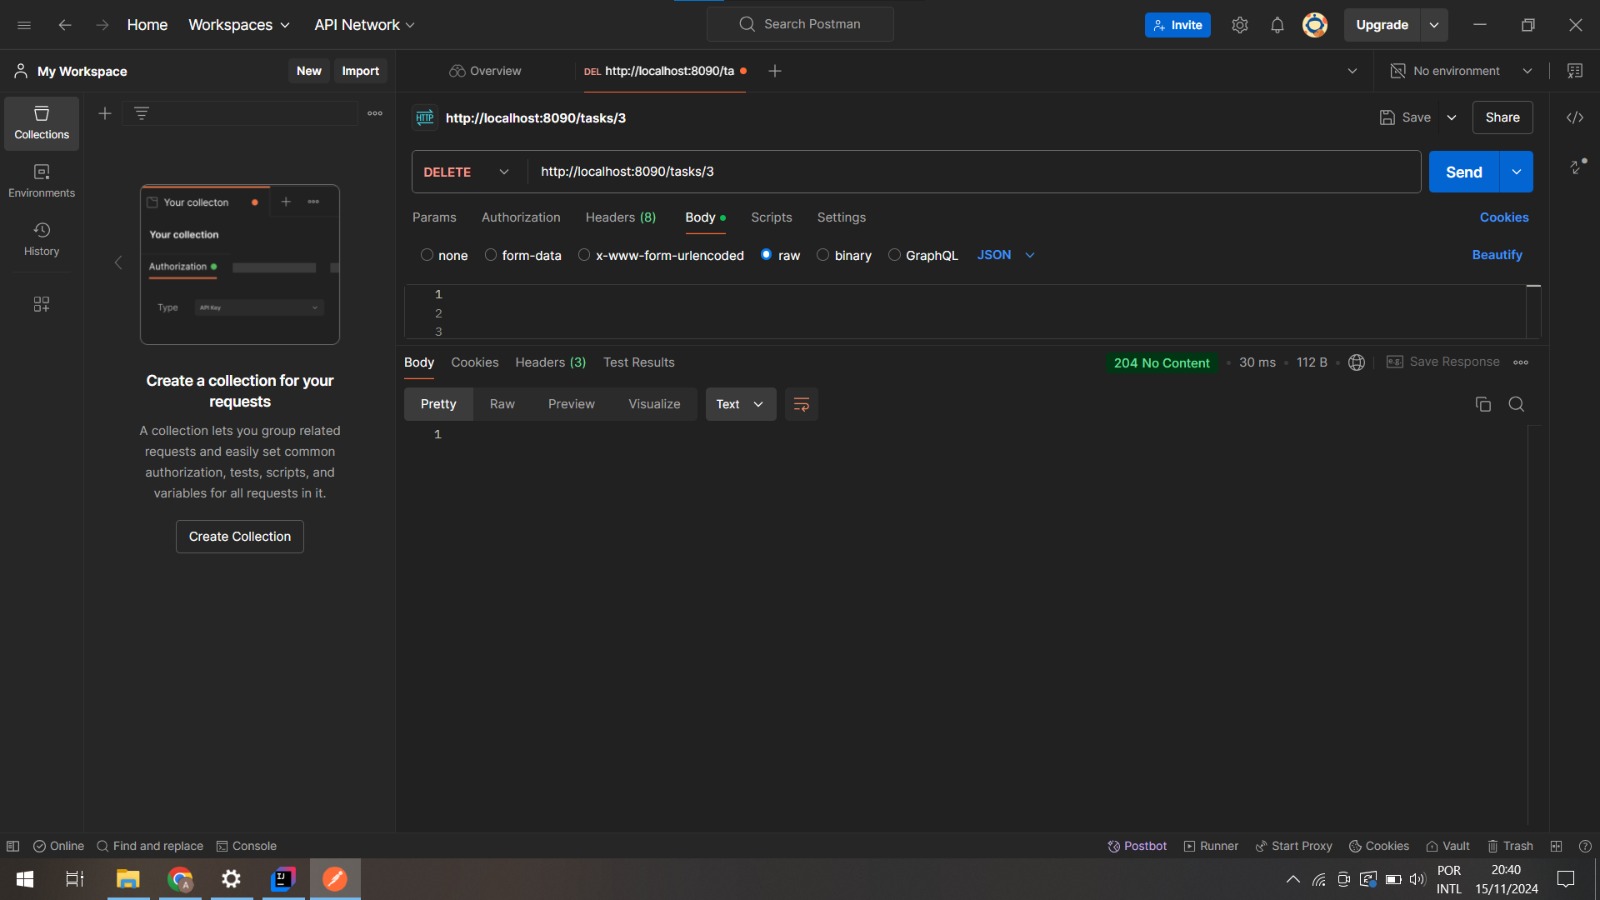 Home Workspaces API Network Search Postman Invite Upgrade
My Workspace New Import Overview DEL http://localhost:8090/ta No environment
Collections
Environments
History
Your collecton
Your collection
Authorization
Type API Key
Create a collection for your
requests
A collection lets you group related
requests and easily set common
authorization, tests, scripts, and
variables for all requests in it.
Create Collection
HTTP http://localhost:8090/tasks/3 Save Share
DELETE http://localhost:8090/tasks/3 Send
Params Authorization Headers (8) Body Scripts Settings Cookies
none form-data x-www-form-urlencoded raw binary GraphQL JSON Beautify
1
2
3
Body Cookies Headers (3) Test Results 204 No Content 30 ms 112 B e.g. Save Response
Pretty Raw Preview Visualize Text
1
Online Find and replace Console Postbot Runner Start Proxy Cookies Vault Trash
IJ POR 20:40
INTL 15/11/2024